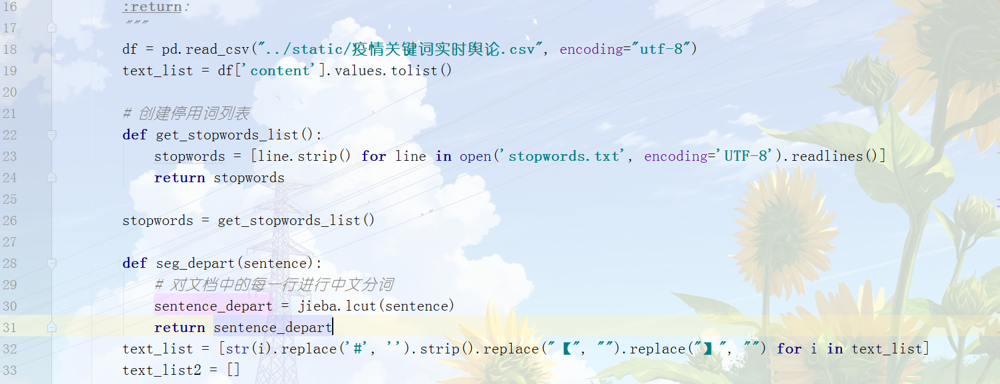 16 :return:
17 """
18 df = pd.read_csv("../static/疫情关键词实时舆论.csv", encoding="utf-8")
19 text_list = df['content'].values.tolist()
20
21 # 创建停用词列表
22 def get_stopwords_list():
23 stopwords = [line.strip() for line in open('stopwords.txt', encoding='UTF-8').readlines()]
24 return stopwords
25
26 stopwords = get_stopwords_list()
27
28 def seg_depart(sentence):
29 # 对文档中的每一行进行中文分词
30 sentence_depart = jieba.lcut(sentence)
31 return sentence_depart
32 text_list = [str(i).replace('#', '').strip().replace("【", "").replace("】", "") for i in text_list]
33 text_list2 = []